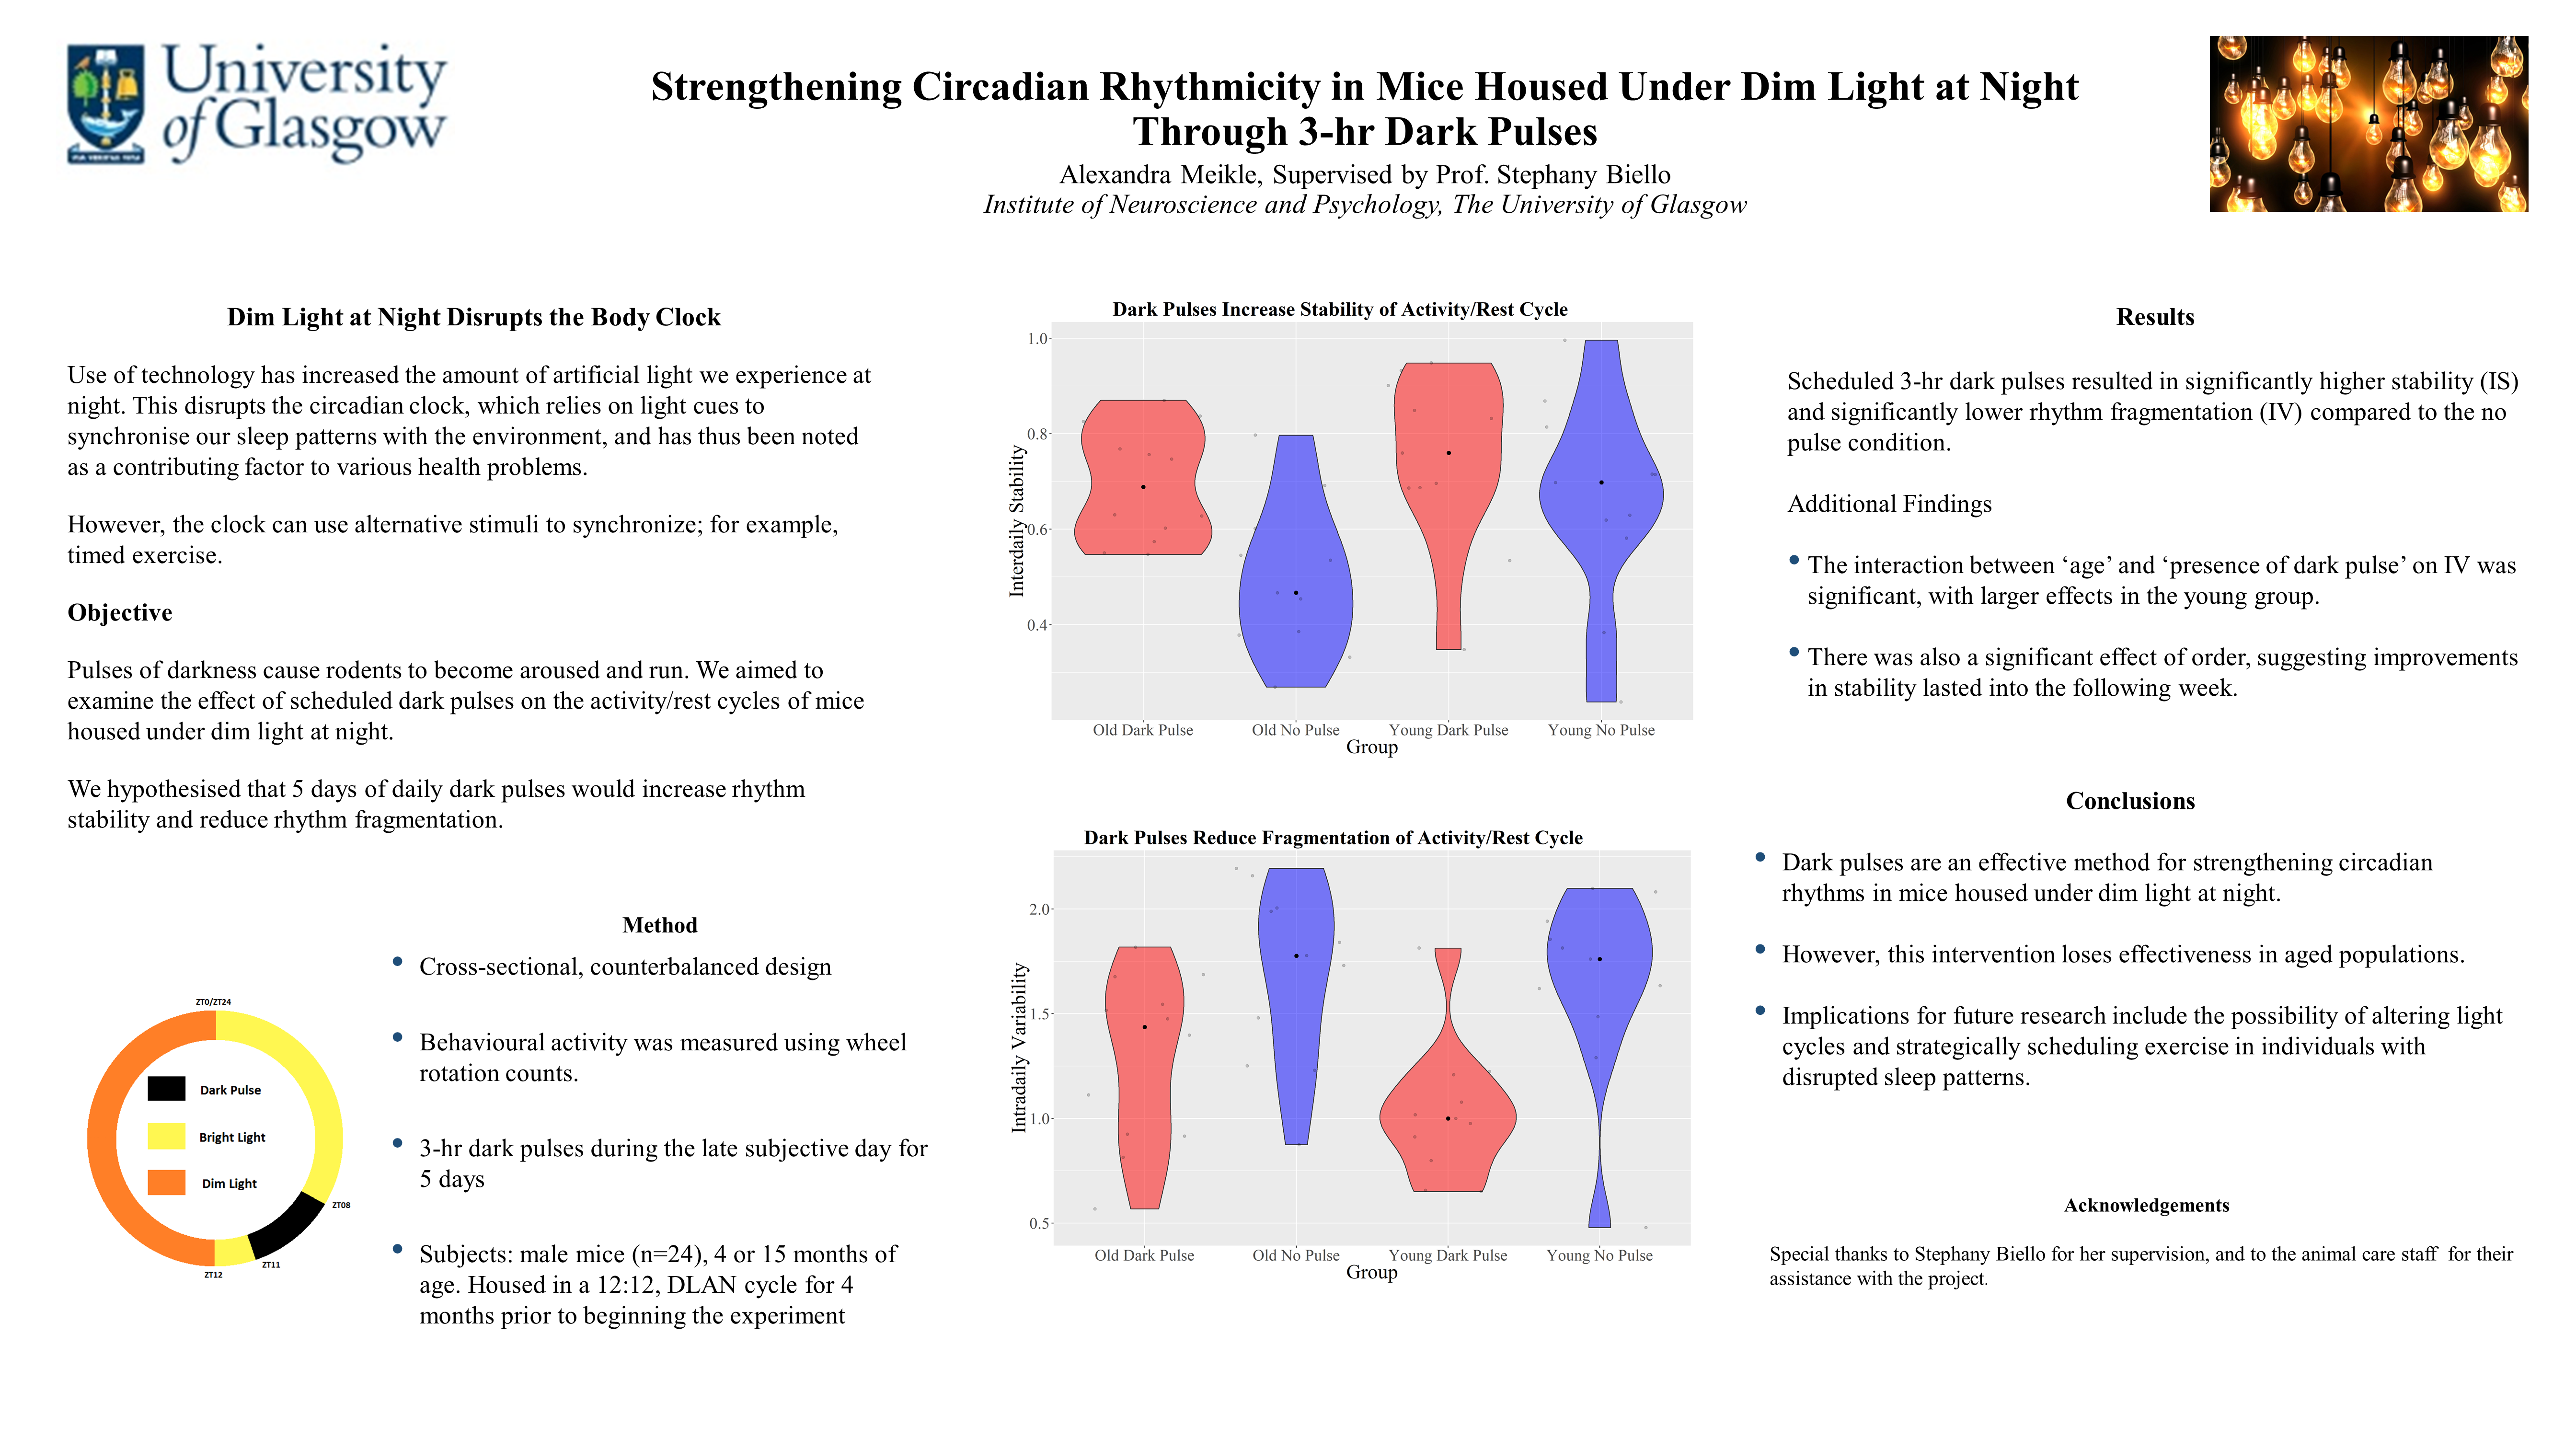 University
of Glasgow
Strengthening Circadian Rhythmicity in Mice Housed Under Dim Light at Night
Through 3-hr Dark Pulses
Alexandra Meikle, Supervised by Prof. Stephany Biello
Institute of Neuroscience and Psychology, The University of Glasgow
Dim Light at Night Disrupts the Body Clock
Use of technology has increased the amount of artificial light we experience at
night. This disrupts the circadian clock, which relies on light cues to
synchronise our sleep patterns with the environment, and has thus been noted
as a contributing factor to various health problems.
However, the clock can use alternative stimuli to synchronize; for example,
timed exercise.
Objective
Pulses of darkness cause rodents to become aroused and run. We aimed to
examine the effect of scheduled dark pulses on the activity/rest cycles of mice
housed under dim light at night.
We hypothesised that 5 days of daily dark pulses would increase rhythm
stability and reduce rhythm fragmentation.
Method
• Cross-sectional, counterbalanced design
• Behavioural activity was measured using wheel
rotation counts.
• 3-hr dark pulses during the late subjective day for
5 days
• Subjects: male mice (n=24), 4 or 15 months of
age. Housed in a 12:12, DLAN cycle for 4
months prior to beginning the experiment
ZT0/ZT24
Dark Pulse
Bright Light
Dim Light
ZT08
ZT11
ZT12
Dark Pulses Increase Stability of Activity/Rest Cycle
Interdaily Stability
1.0
0.8
0.6
0.4
Old Dark Pulse
Old No Pulse
Young Dark Pulse
Young No Pulse
Group
Dark Pulses Reduce Fragmentation of Activity/Rest Cycle
Intradaily Variability
2.0
1.5
1.0
0.5
Old Dark Pulse
Old No Pulse
Young Dark Pulse
Young No Pulse
Group
Results
Scheduled 3-hr dark pulses resulted in significantly higher stability (IS)
and significantly lower rhythm fragmentation (IV) compared to the no
pulse condition.
Additional Findings
• The interaction between ‘age’ and ‘presence of dark pulse’ on IV was
significant, with larger effects in the young group.
• There was also a significant effect of order, suggesting improvements
in stability lasted into the following week.
Conclusions
• Dark pulses are an effective method for strengthening circadian
rhythms in mice housed under dim light at night.
• However, this intervention loses effectiveness in aged populations.
• Implications for future research include the possibility of altering light
cycles and strategically scheduling exercise in individuals with
disrupted sleep patterns.
Acknowledgements
Special thanks to Stephany Biello for her supervision, and to the animal care staff for their
assistance with the project.